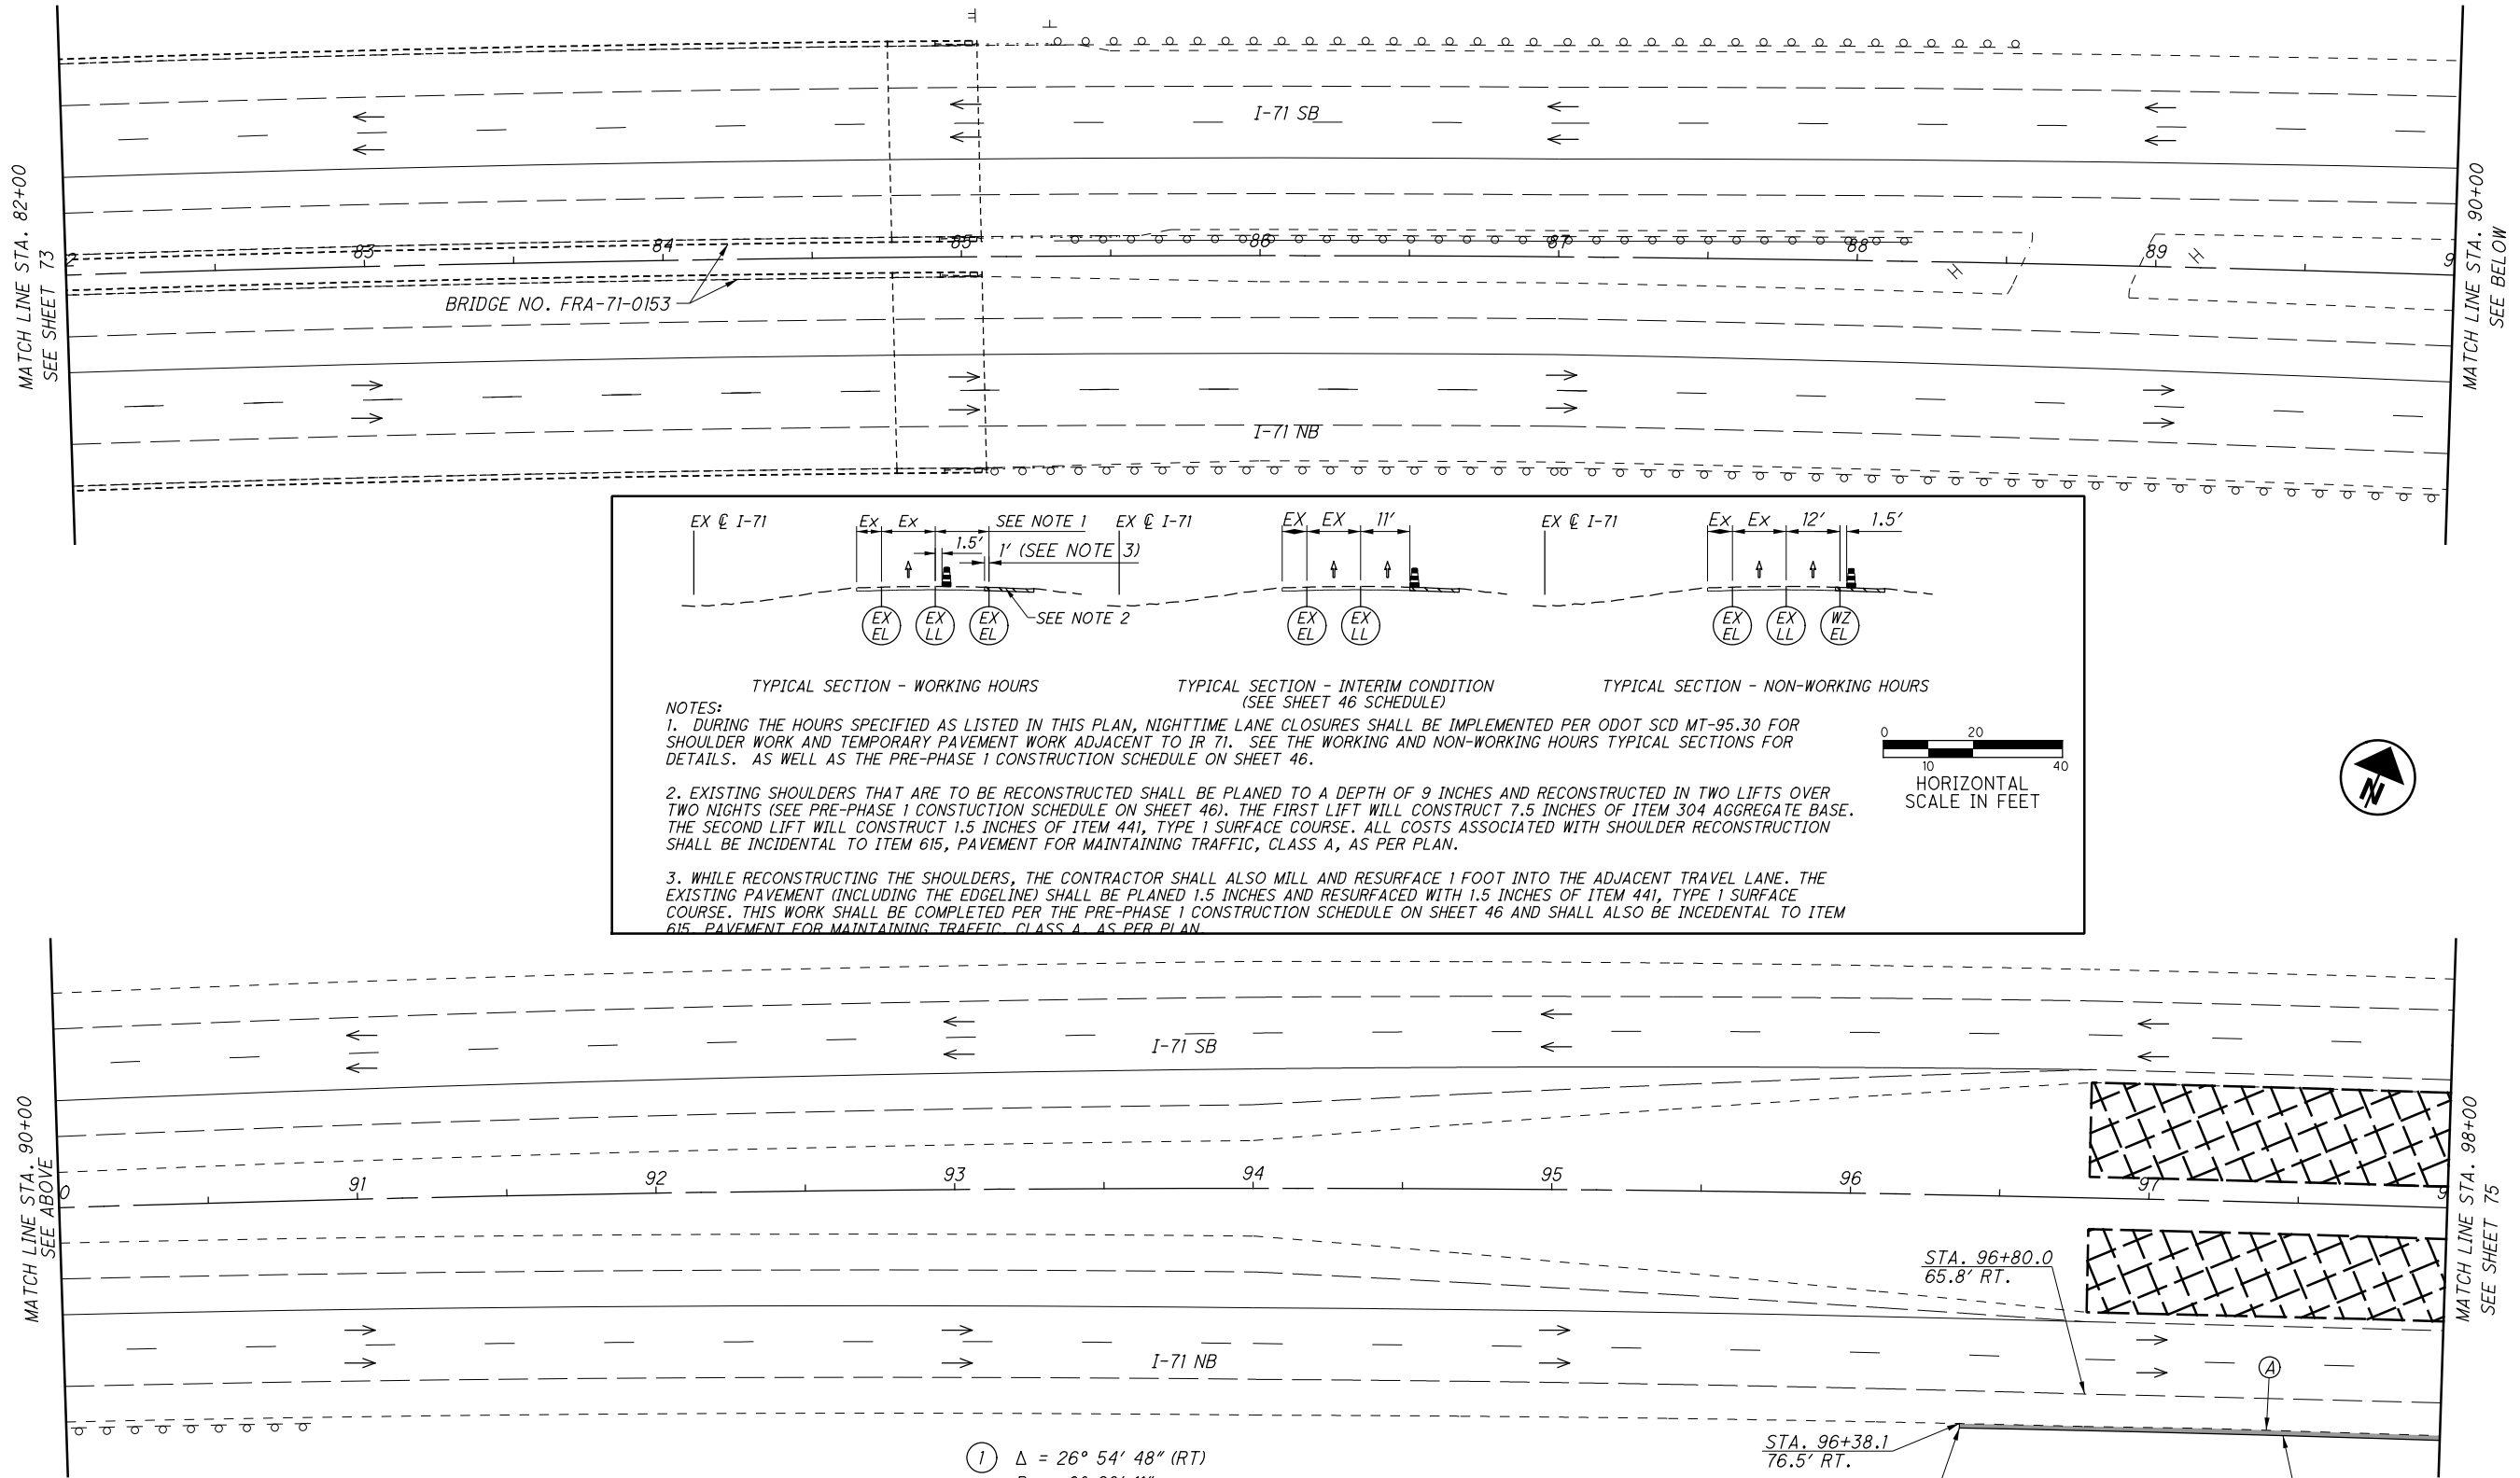 MATCH LINE STA. 82+00
SEE SHEET 73
I-71 SB
2
83
84
85
86
87
88
89
9
BRIDGE NO. FRA-71-0153
I-71 NB
MATCH LINE STA. 90+00
SEE BELOW
EX ℄ I-71
Ex
Ex
SEE NOTE 1
1.5'
1' (SEE NOTE 3)
EX EL
EX LL
EX EL
SEE NOTE 2
TYPICAL SECTION - WORKING HOURS
EX ℄ I-71
EX
EX
11'
EX EL
EX LL
TYPICAL SECTION - INTERIM CONDITION
(SEE SHEET 46 SCHEDULE)
EX ℄ I-71
Ex
Ex
12'
1.5'
EX EL
EX LL
WZ EL
TYPICAL SECTION - NON-WORKING HOURS
NOTES:
1. DURING THE HOURS SPECIFIED AS LISTED IN THIS PLAN, NIGHTTIME LANE CLOSURES SHALL BE IMPLEMENTED PER ODOT SCD MT-95.30 FOR
SHOULDER WORK AND TEMPORARY PAVEMENT WORK ADJACENT TO IR 71. SEE THE WORKING AND NON-WORKING HOURS TYPICAL SECTIONS FOR
DETAILS. AS WELL AS THE PRE-PHASE 1 CONSTRUCTION SCHEDULE ON SHEET 46.
2. EXISTING SHOULDERS THAT ARE TO BE RECONSTRUCTED SHALL BE PLANED TO A DEPTH OF 9 INCHES AND RECONSTRUCTED IN TWO LIFTS OVER
TWO NIGHTS (SEE PRE-PHASE 1 CONSTUCTION SCHEDULE ON SHEET 46). THE FIRST LIFT WILL CONSTRUCT 7.5 INCHES OF ITEM 304 AGGREGATE BASE.
THE SECOND LIFT WILL CONSTRUCT 1.5 INCHES OF ITEM 441, TYPE 1 SURFACE COURSE. ALL COSTS ASSOCIATED WITH SHOULDER RECONSTRUCTION
SHALL BE INCIDENTAL TO ITEM 615, PAVEMENT FOR MAINTAINING TRAFFIC, CLASS A, AS PER PLAN.
3. WHILE RECONSTRUCTING THE SHOULDERS, THE CONTRACTOR SHALL ALSO MILL AND RESURFACE 1 FOOT INTO THE ADJACENT TRAVEL LANE. THE
EXISTING PAVEMENT (INCLUDING THE EDGELINE) SHALL BE PLANED 1.5 INCHES AND RESURFACED WITH 1.5 INCHES OF ITEM 441, TYPE 1 SURFACE
COURSE. THIS WORK SHALL BE COMPLETED PER THE PRE-PHASE 1 CONSTRUCTION SCHEDULE ON SHEET 46 AND SHALL ALSO BE INCEDENTAL TO ITEM
615, PAVEMENT FOR MAINTAINING TRAFFIC, CLASS A, AS PER PLAN.
0 20
10 40
HORIZONTAL
SCALE IN FEET
N
MATCH LINE STA. 90+00
SEE ABOVE
I-71 SB
0
91
92
93
94
95
96
97
9
I-71 NB
MATCH LINE STA. 98+00
SEE SHEET 75
STA. 96+80.0
65.8' RT.
A
STA. 96+38.1
76.5' RT.
1 Δ = 26° 54' 48" (RT)